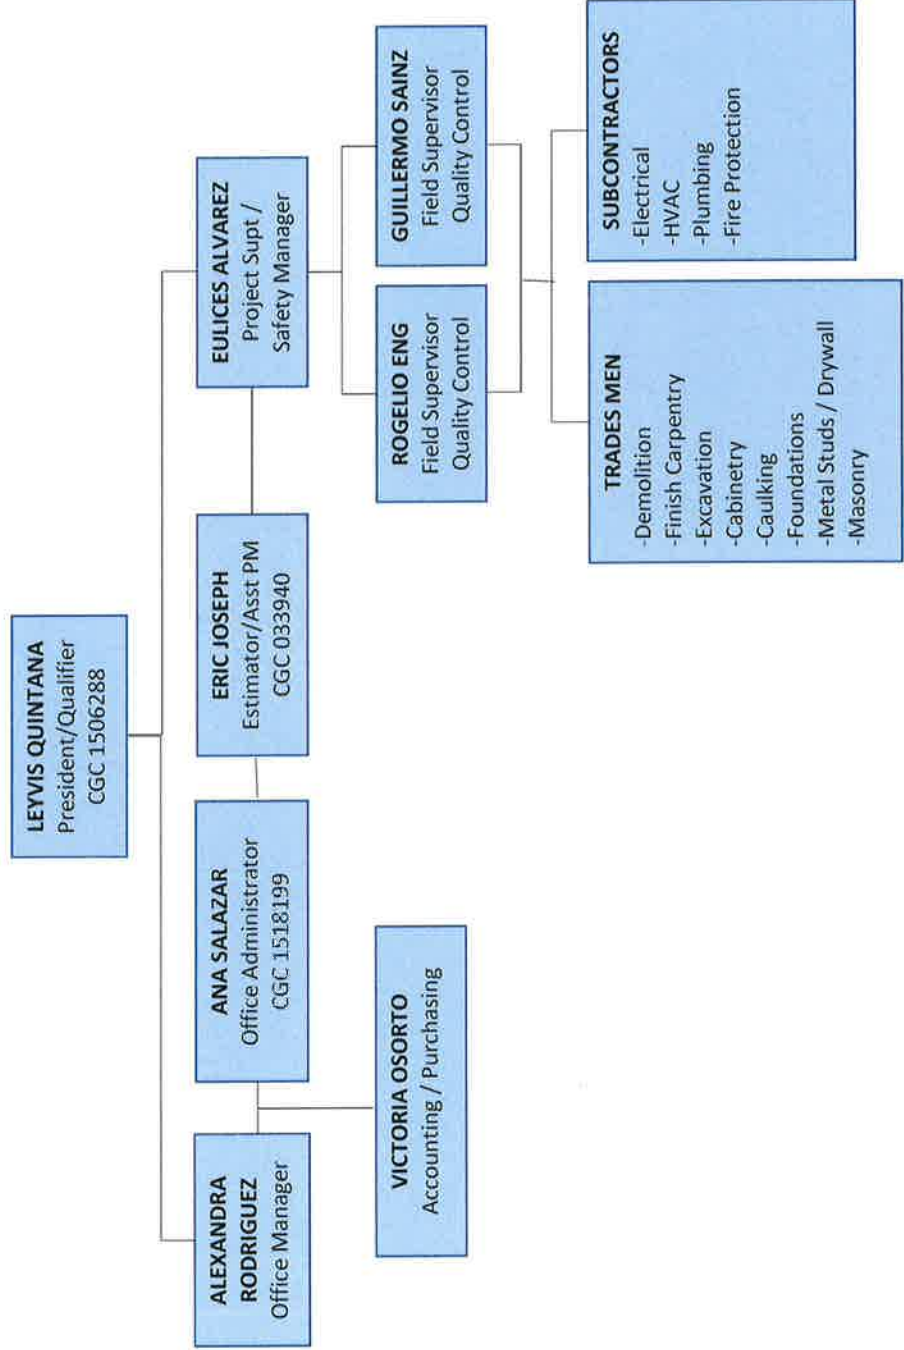 LEYVIS QUINTANA
President/Qualifier
CGC 1506288
ALEXANDRA
RODRIGUEZ
Office Manager
ANA SALAZAR
Office Administrator
CGC 1518199
ERIC JOSEPH
Estimator/Asst PM
CGC 033940
EULICES ALVAREZ
Project Supt /
Safety Manager
VICTORIA OSORTO
Accounting / Purchasing
ROGELIO ENG
Field Supervisor
Quality Control
GUILLERMO SAINZ
Field Supervisor
Quality Control
TRADES MEN
-Demolition
-Finish Carpentry
-Excavation
-Cabinetry
-Caulking
-Foundations
-Metal Studs / Drywall
-Masonry
SUBCONTRACTORS
-Electrical
-HVAC
-Plumbing
-Fire Protection